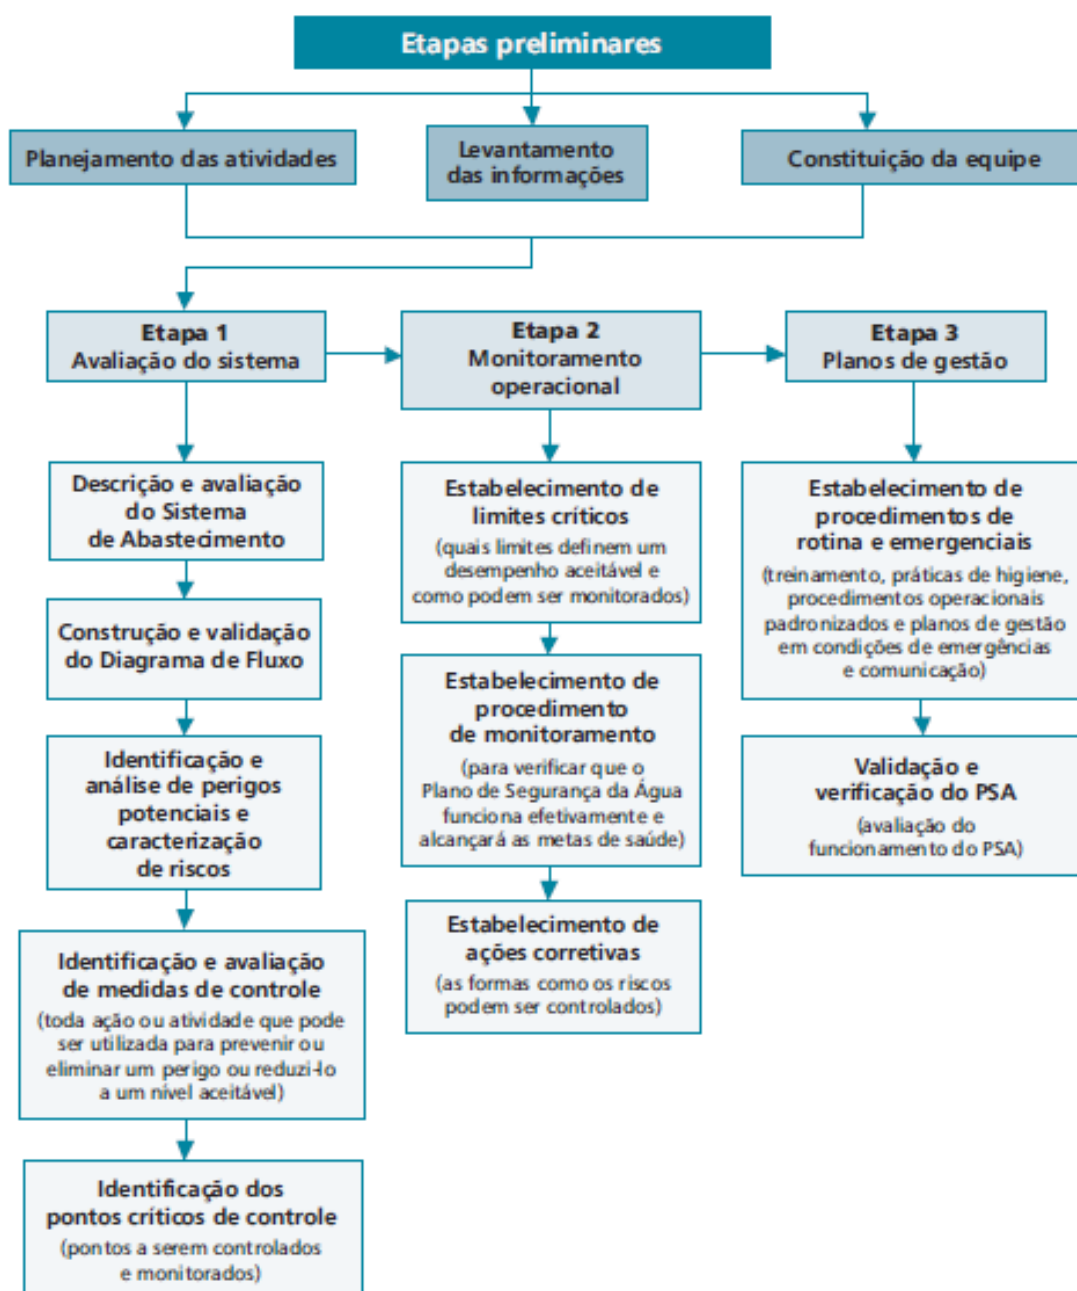 Etapas preliminares
Planejamento das atividades
Levantamento
das informações
Constituição da equipe
Etapa 1
Avaliação do sistema
Etapa 2
Monitoramento
operacional
Etapa 3
Planos de gestão
Descrição e avaliação
do Sistema
de Abastecimento
Construção e validação
do Diagrama de Fluxo
Identificação e
análise de perigos
potenciais e
caracterização
de riscos
Identificação e avaliação
de medidas de controle
(toda ação ou atividade que pode
ser utilizada para prevenir ou
eliminar um perigo ou reduzi-lo
a um nível aceitável)
Identificação dos
pontos críticos de controle
(pontos a serem controlados
e monitorados)
Estabelecimento de
limites críticos
(quais limites definem um
desempenho aceitável e
como podem ser monitorados)
Estabelecimento de
procedimento
de monitoramento
(para verificar que o
Plano de Segurança da Água
funciona efetivamente e
alcançará as metas de saúde)
Estabelecimento de
ações corretivas
(as formas como os riscos
podem ser controlados)
Estabelecimento de
procedimentos de
rotina e emergenciais
(treinamento, práticas de higiene,
procedimentos operacionais
padronizados e planos de gestão
em condições de emergências
e comunicação)
Validação e
verificação do PSA
(avaliação do
funcionamento do PSA)